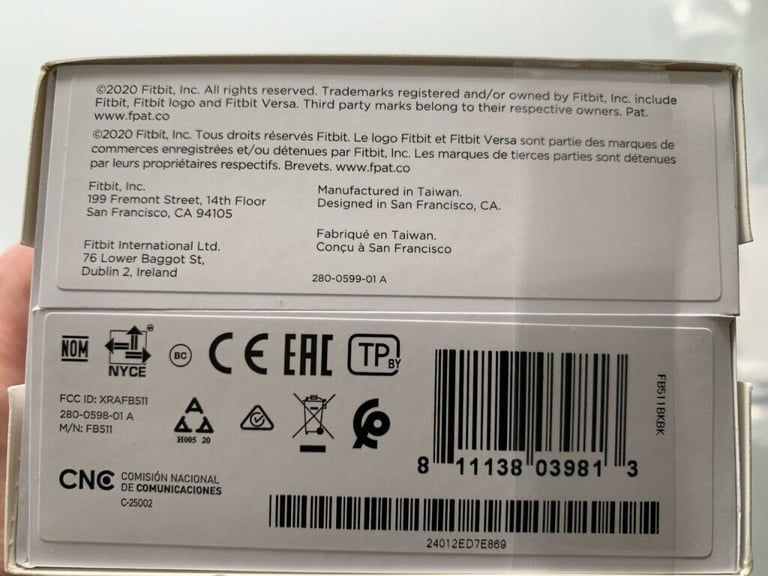 ©2020 Fitbit, Inc. All rights reserved. Trademarks registered and/or owned by Fitbit, Inc. include
Fitbit, Fitbit logo and Fitbit Versa. Third party marks belong to their respective owners. Pat.
www.fpat.co
©2020 Fitbit, Inc. Tous droits réservés Fitbit. Le logo Fitbit et Fitbit Versa sont partie des marques de
commerces enregistrées et/ou détenues par Fitbit, Inc. Les marques de tierces parties sont détenues
par leurs propriétaires respectifs. Brevets. www.fpat.co
Fitbit, Inc.
199 Fremont Street, 14th Floor
San Francisco, CA 94105
Fitbit International Ltd.
76 Lower Baggot St,
Dublin 2, Ireland
Manufactured in Taiwan.
Designed in San Francisco, CA.
Fabriqué en Taiwan.
Conçu à San Francisco
280-0599-01 A
NOM
NYCE
BC
CE
EAC
TP BY
FCC ID: XRAFB511
280-0598-01 A
M/N: FB511
H005 20
CNC COMISIÓN NACIONAL
DE COMUNICACIONES
C-25002
8 11138 03981 3
FB511BKBK
24012ED7E869